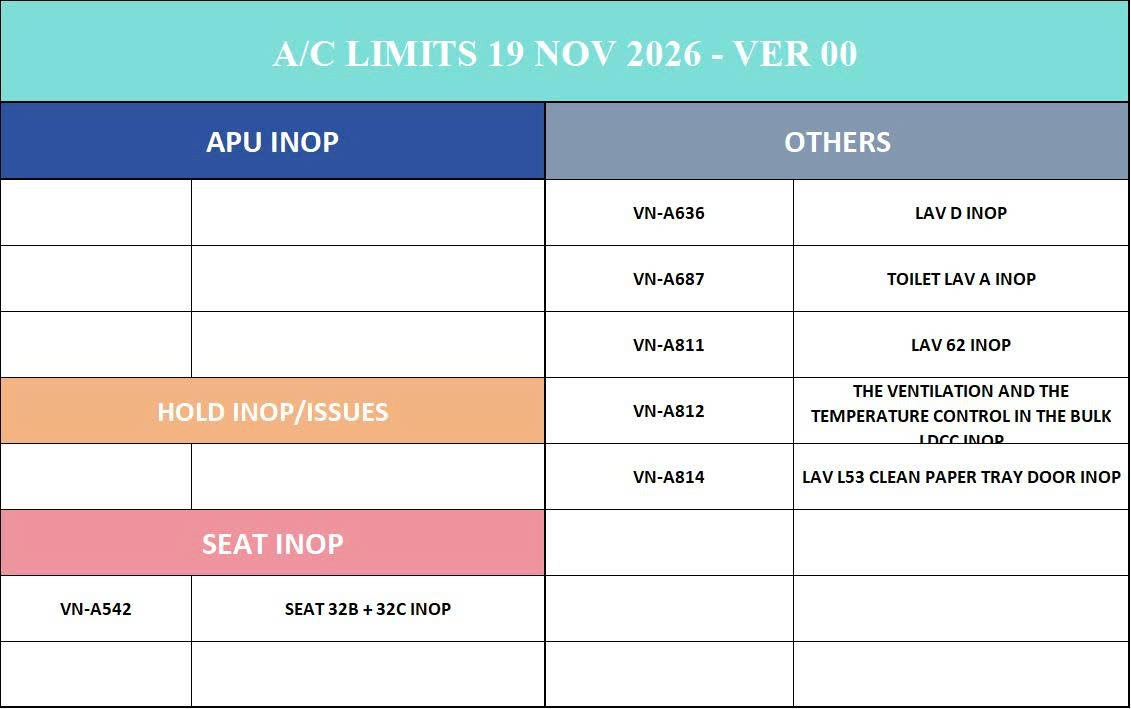 A/C LIMITS 19 NOV 2026 - VER 00
APU INOP
OTHERS
VN-A636
LAV D INOP
VN-A687
TOILET LAV A INOP
VN-A811
LAV 62 INOP
HOLD INOP/ISSUES
VN-A812
THE VENTILATION AND THE
TEMPERATURE CONTROL IN THE BULK
LDCC INOP
VN-A814
LAV L53 CLEAN PAPER TRAY DOOR INOP
SEAT INOP
VN-A542
SEAT 32B + 32C INOP